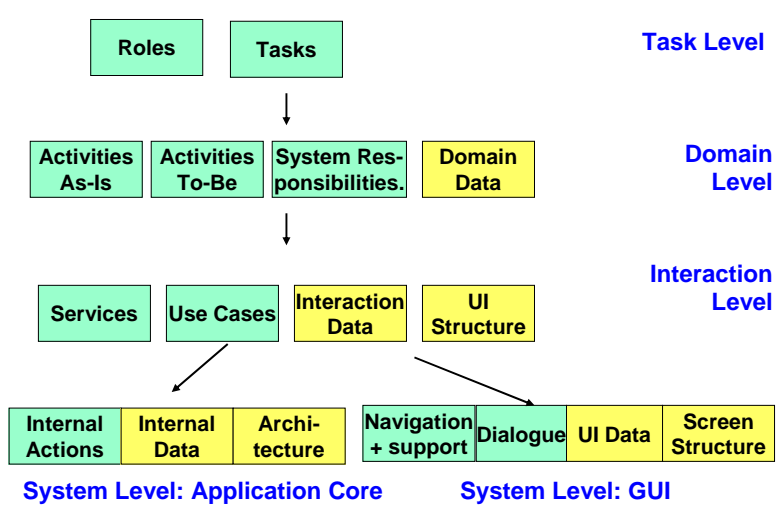 Roles
Tasks
Task Level
Activities
As-Is
Activities
To-Be
System Res-
ponsibilities.
Domain
Data
Domain
Level
Services
Use Cases
Interaction
Data
UI
Structure
Interaction
Level
Internal
Actions
Internal
Data
Archi-
tecture
Navigation
+ support
Dialogue
UI Data
Screen
Structure
System Level: Application Core
System Level: GUI